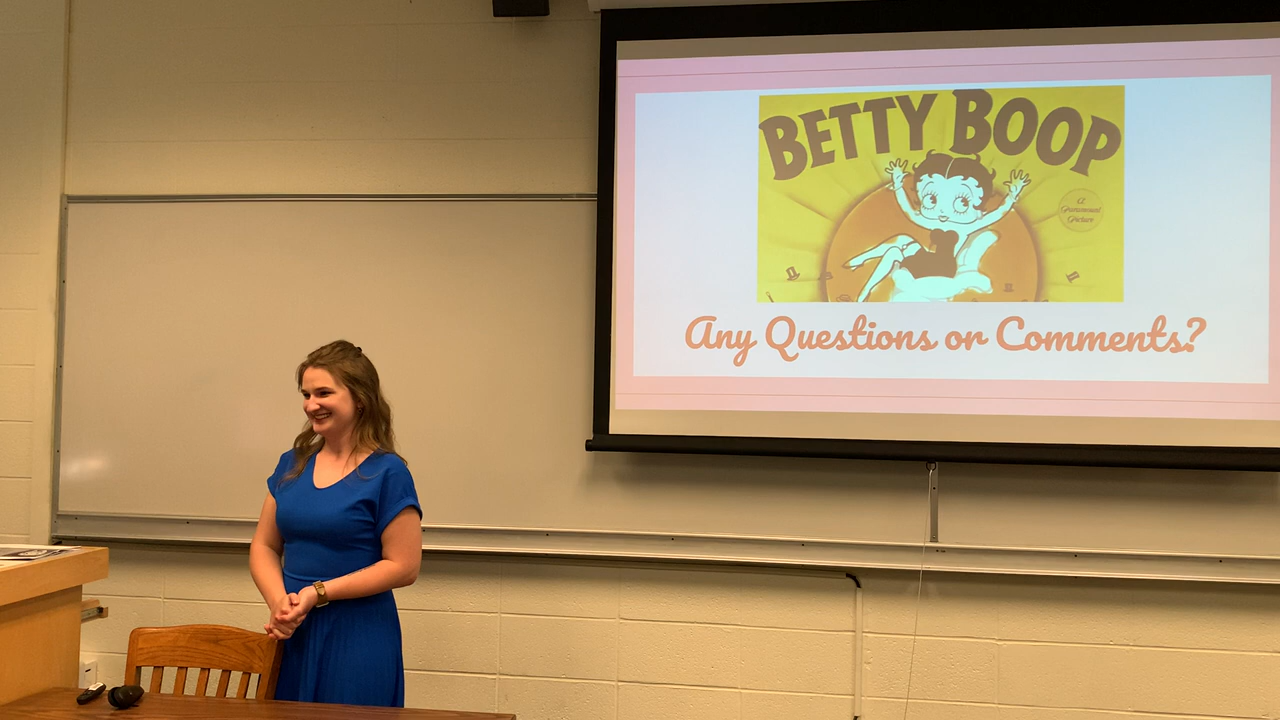 BETTY BOOP
A
Paramount
Picture
Any Questions or Comments?